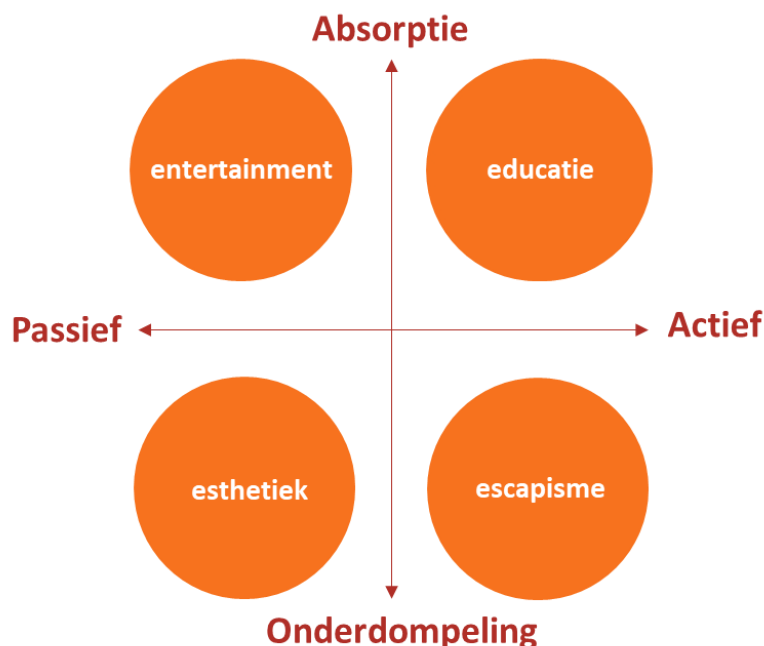 Absorptie
entertainment
educatie
Passief
Actief
esthetiek
escapisme
Onderdompeling